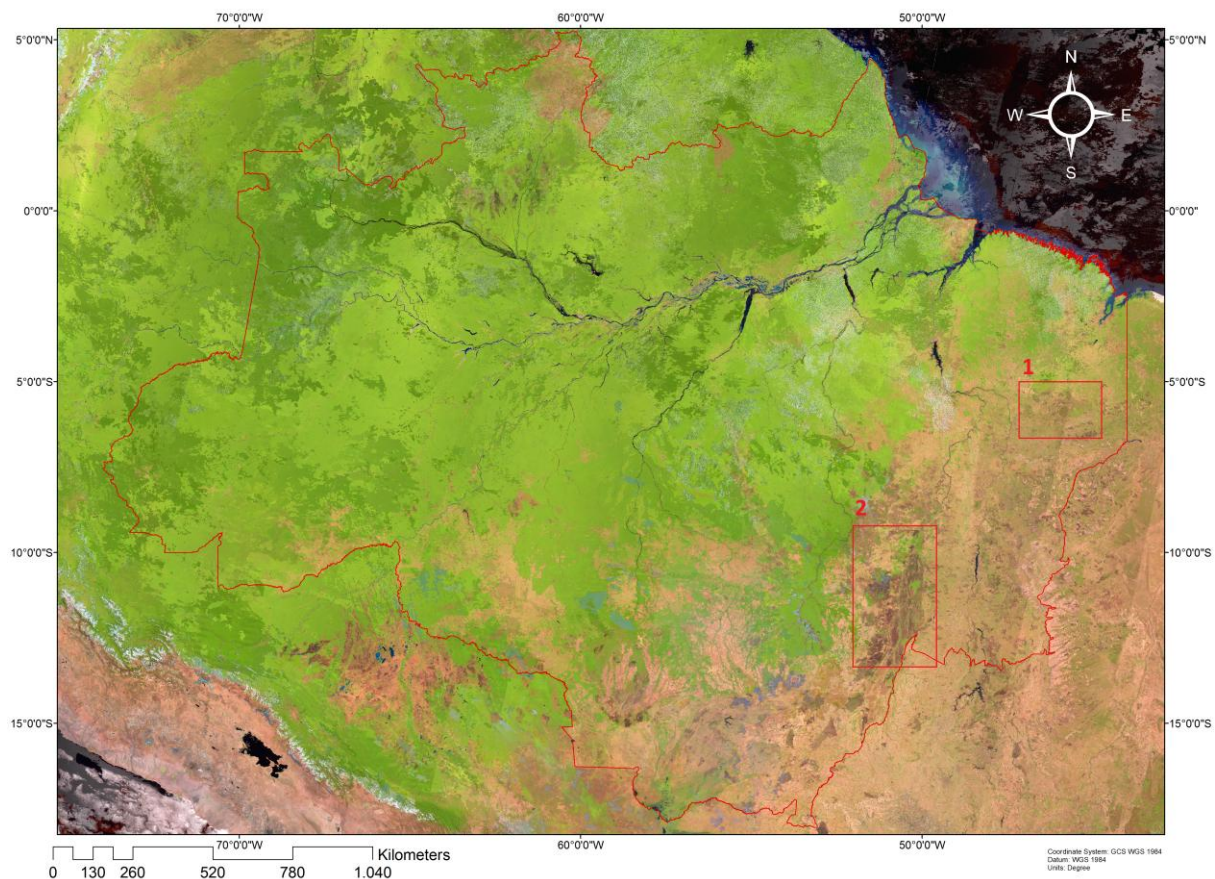 70°0'0"W 60°0'0"W 50°0'0"W
5°0'0"N 5°0'0"N
N
W E
S
0°0'0" 0°0'0"
1
5°0'0"S 5°0'0"S
2
10°0'0"S 10°0'0"S
15°0'0"S 15°0'0"S
70°0'0"W 60°0'0"W 50°0'0"W
Kilometers
0 130 260 520 780 1.040
Coordinate System: GCS WGS 1984
Datum: WGS 1984
Units: Degree